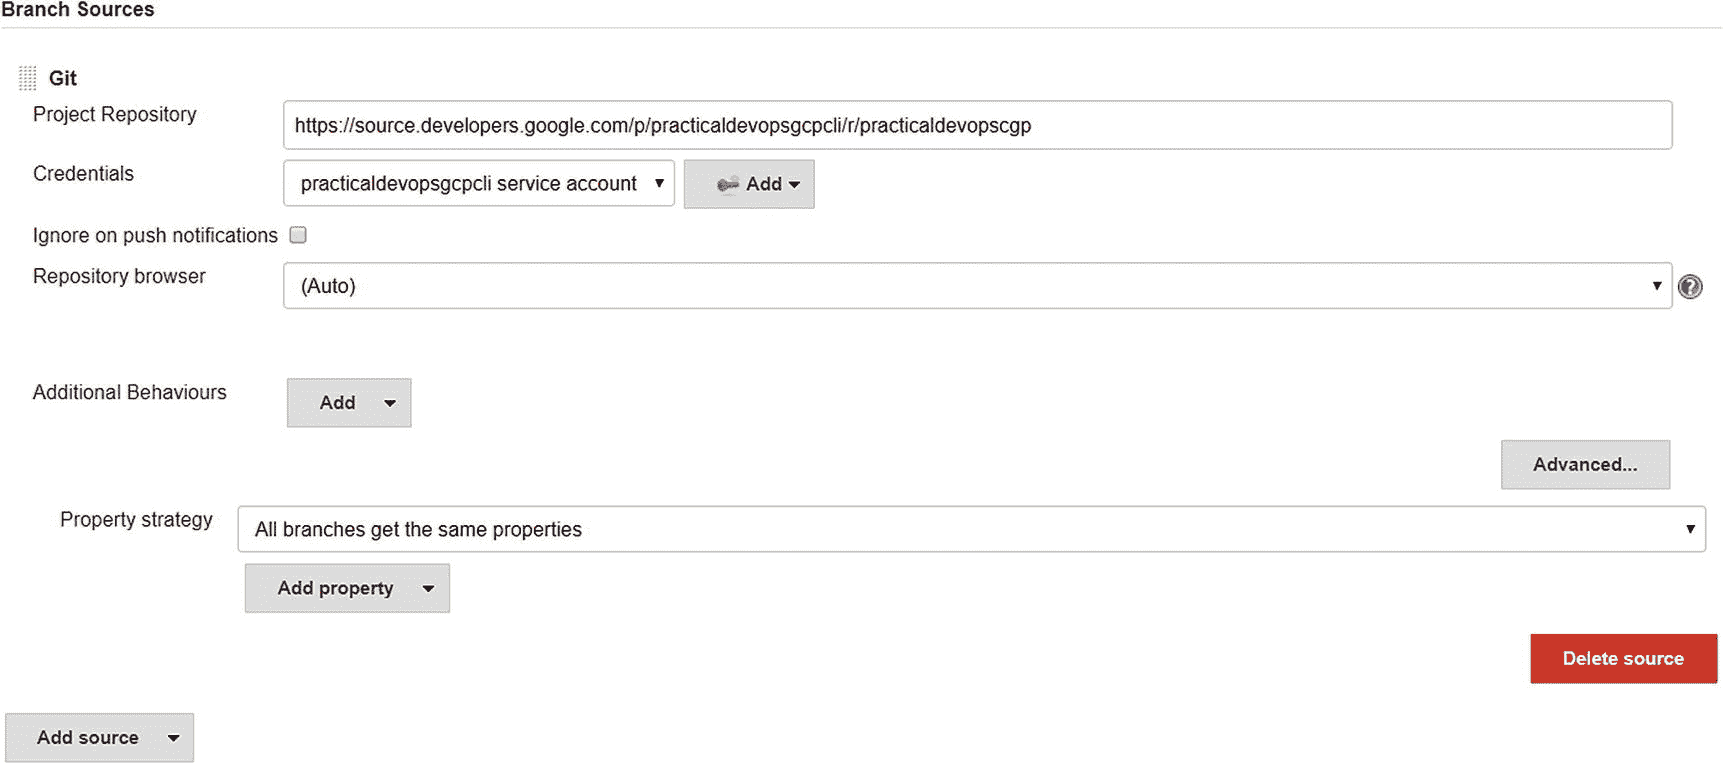 Branch Sources
Git
Project Repository
https://source.developers.google.com/p/practicaldevopsgcpcli/r/practicaldevopscgp
Credentials
practicaldevopsgcpcli service account
Add
Ignore on push notifications
Repository browser
(Auto)
?
Additional Behaviours
Add
Advanced...
Property strategy
All branches get the same properties
Add property
Delete source
Add source